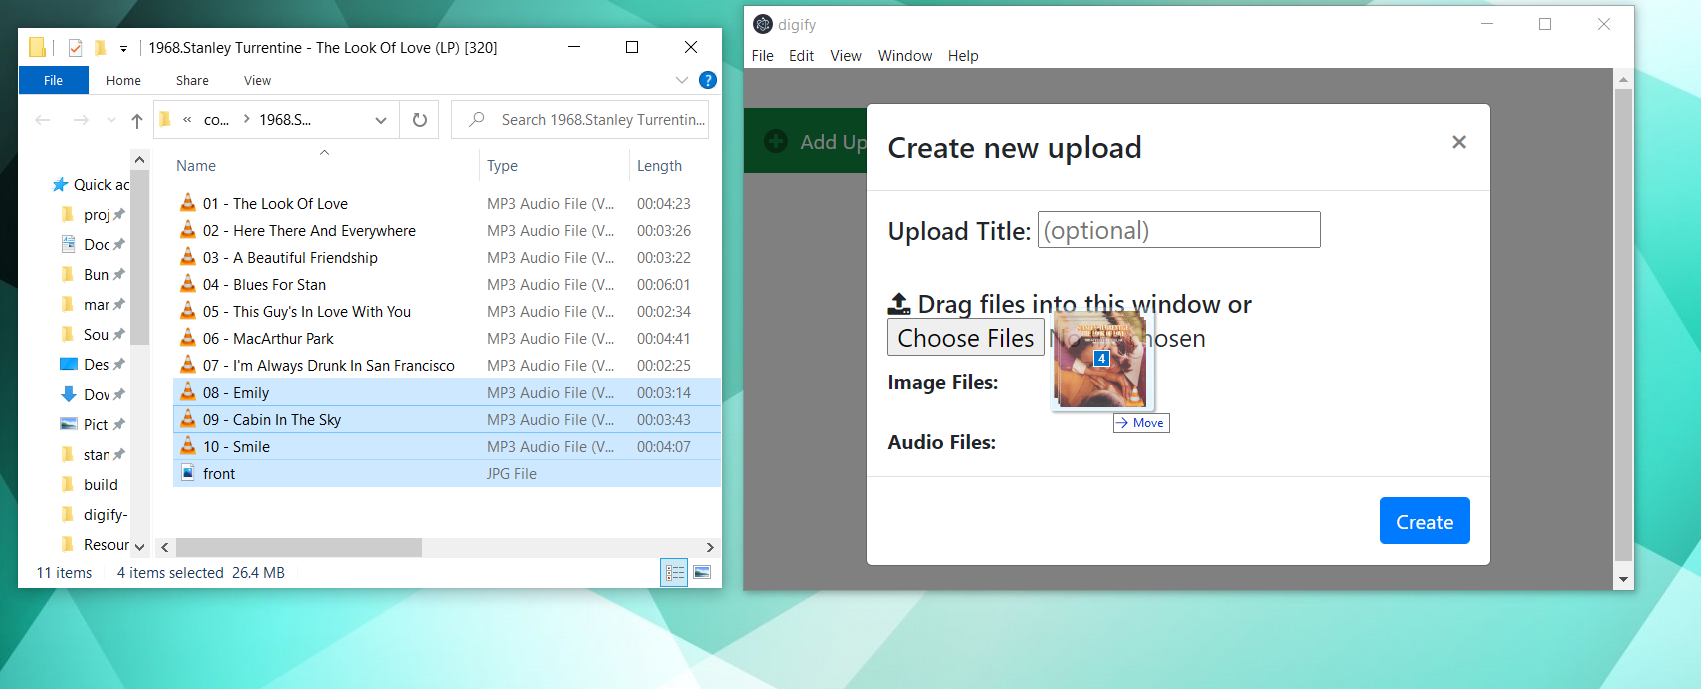 1968.Stanley Turrentine - The Look Of Love (LP) [320]
File Home Share View ?
« co... > 1968.S...
Search 1968.Stanley Turrentin...
Name Type Length
Quick ac
proj
Doc
Bun
mar
Sou
Des
Dov
Pict
stan
build
digify-
Resour
01 - The Look Of Love MP3 Audio File (V... 00:04:23
02 - Here There And Everywhere MP3 Audio File (V... 00:03:26
03 - A Beautiful Friendship MP3 Audio File (V... 00:03:22
04 - Blues For Stan MP3 Audio File (V... 00:06:01
05 - This Guy's In Love With You MP3 Audio File (V... 00:02:34
06 - MacArthur Park MP3 Audio File (V... 00:04:41
07 - I'm Always Drunk In San Francisco MP3 Audio File (V... 00:02:25
08 - Emily MP3 Audio File (V... 00:03:14
09 - Cabin In The Sky MP3 Audio File (V... 00:03:43
10 - Smile MP3 Audio File (V... 00:04:07
front JPG File
11 items 4 items selected 26.4 MB
digify
File Edit View Window Help
Add Up
Create new upload ×
Upload Title: (optional)
Drag files into this window or
Choose Files No hosen
Image Files:
4
Move
Audio Files:
Create